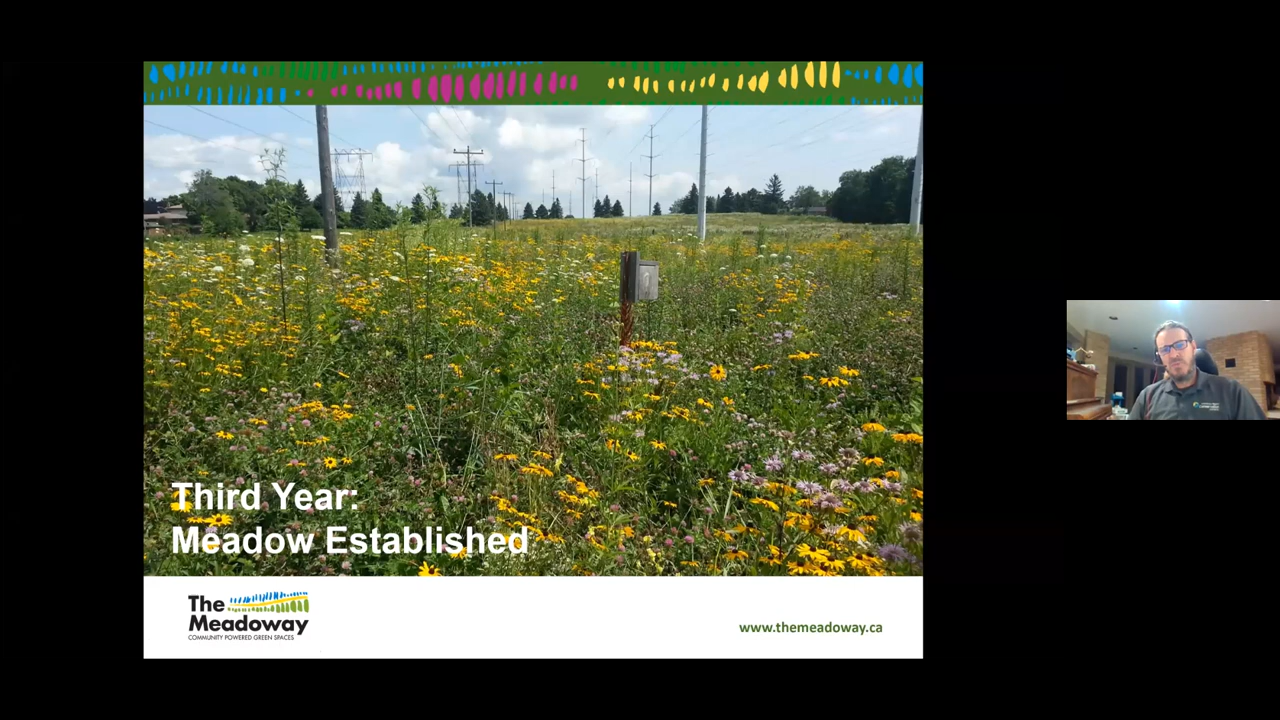 Third Year:
Meadow Established
The
Meadoway
COMMUNITY POWERED GREEN SPACES
www.themeadoway.ca